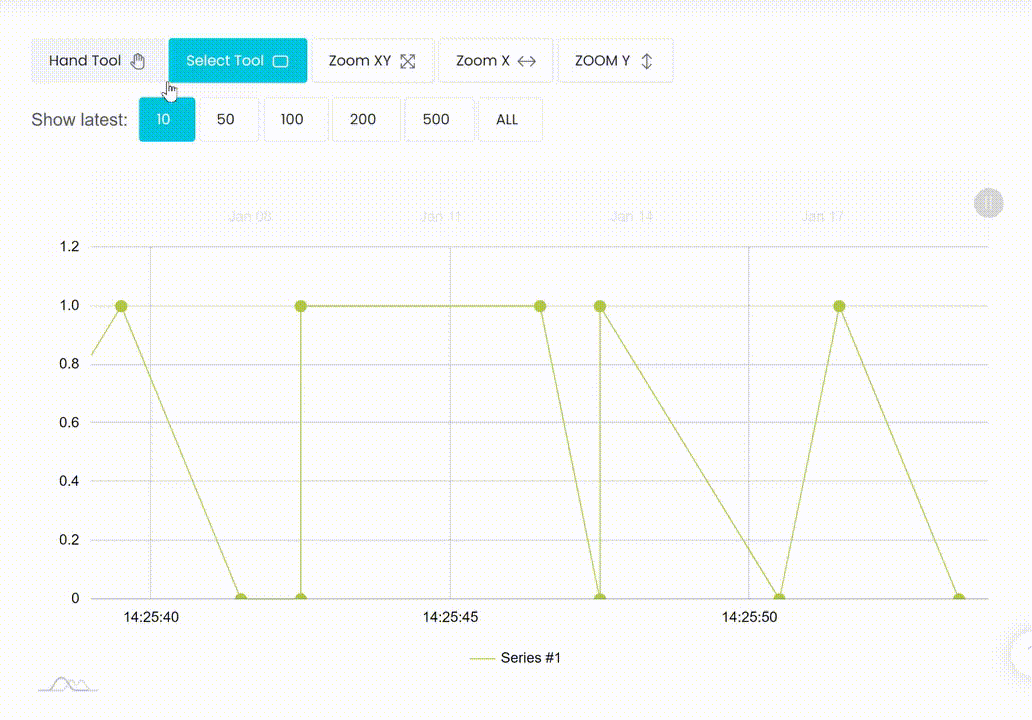 Hand Tool Select Tool Zoom XY Zoom X ZOOM Y
Show latest: 10 50 100 200 500 ALL
Jan 08 Jan 11 Jan 14 Jan 17
1.2
1.0
0.8
0.6
0.4
0.2
0
14:25:40 14:25:45 14:25:50
Series #1